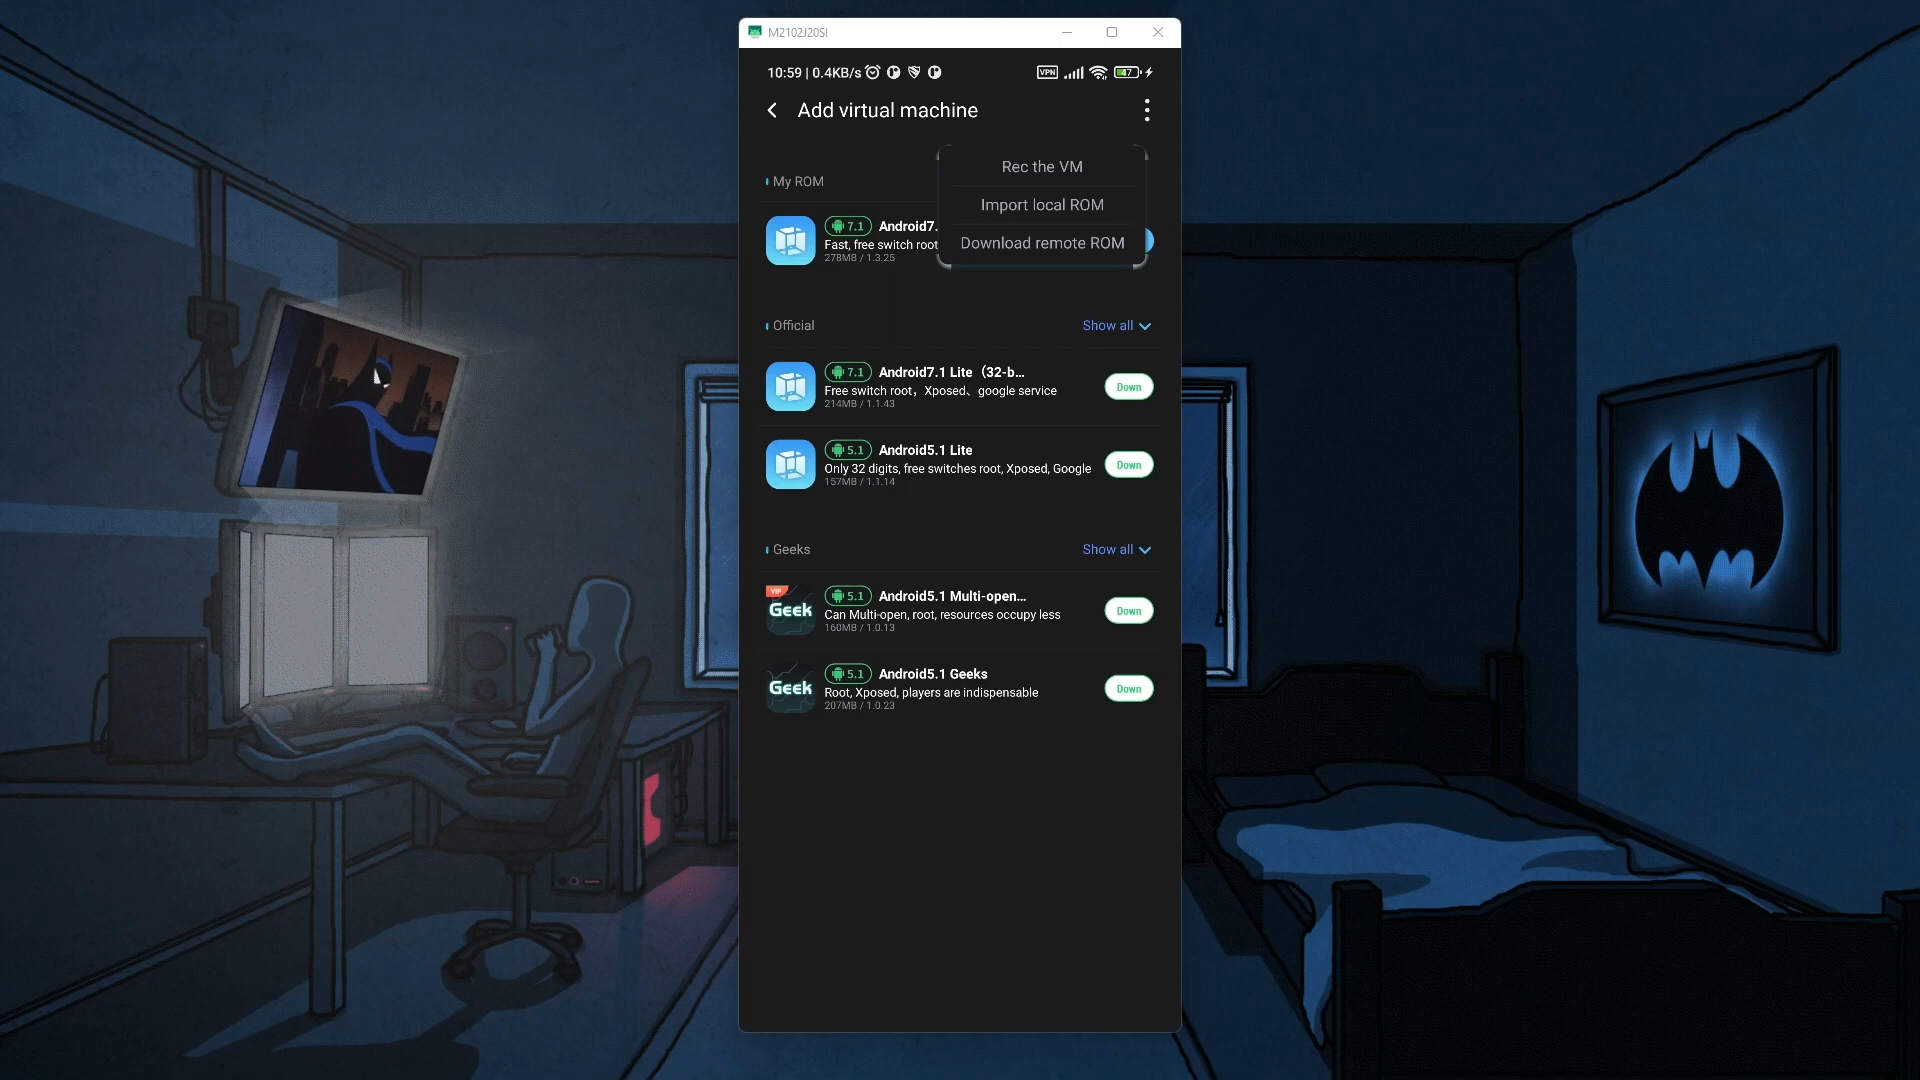 M2102J20SI
10:59 | 0.4KB/s
VPN
47
Add virtual machine
Rec the VM
My ROM
Import local ROM
7.1 Android7.
Download remote ROM
Fast, free switch root
278MB / 1.3.25
Official
Show all
7.1 Android7.1 Lite（32-b...
Free switch root，Xposed、google service
214MB / 1.1.43
Down
5.1 Android5.1 Lite
Only 32 digits, free switches root, Xposed, Google
157MB / 1.1.14
Down
Geeks
Show all
VIP
Geek
5.1 Android5.1 Multi-open...
Can Multi-open, root, resources occupy less
160MB / 1.0.13
Down
Geek
5.1 Android5.1 Geeks
Root, Xposed, players are indispensable
207MB / 1.0.23
Down